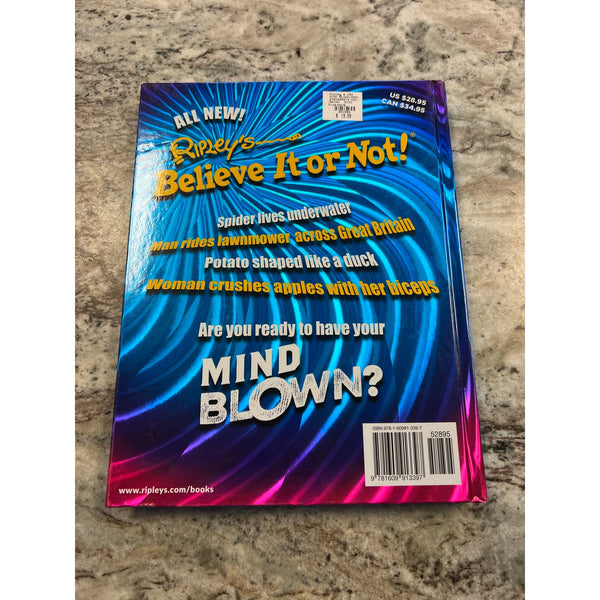 ALL NEW!
$ 19.95
US $28.95
CAN $34.95
RIPLEY'S
Believe It or Not!®
Spider lives underwater
Man rides lawnmower across Great Britain
Potato shaped like a duck
Woman crushes apples with her biceps
Are you ready to have your
MIND
BLOWN?
ISBN 978-1-60991-339-7
52895
9 781609 913397
www.ripleys.com/books